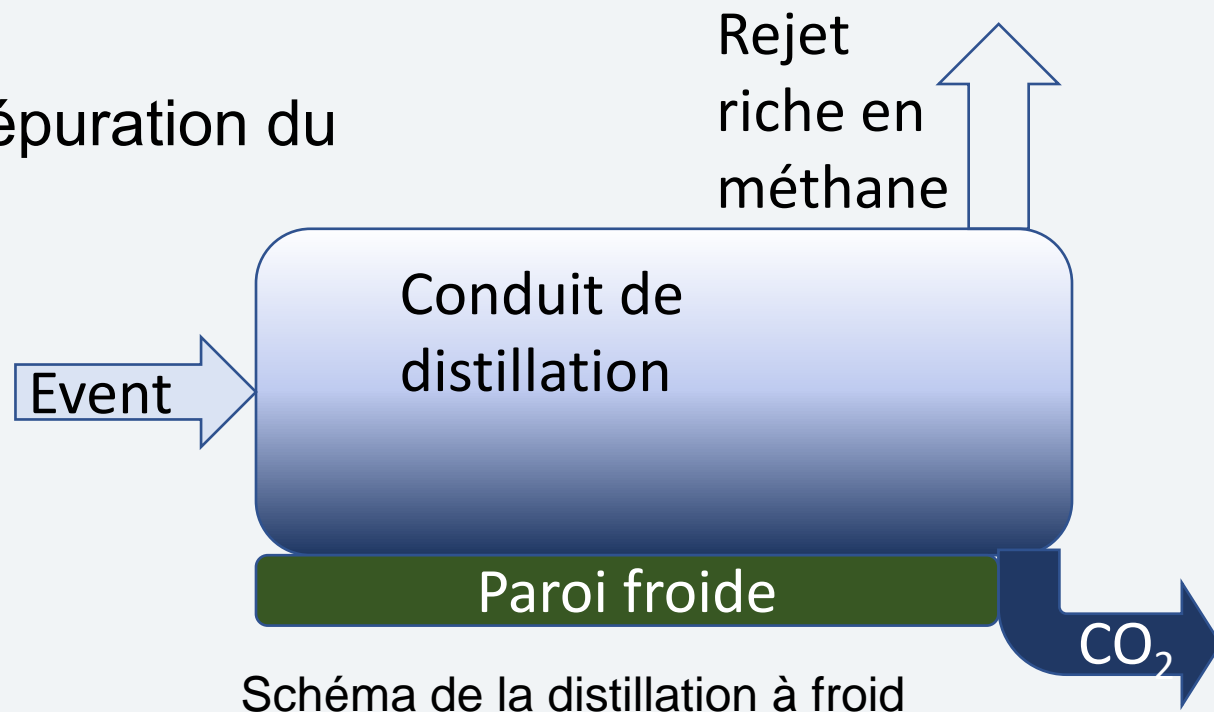 Rejet
riche en
méthane
épuration du
Conduit de
distillation
Event
Paroi froide
CO₂
Schéma de la distillation à froid